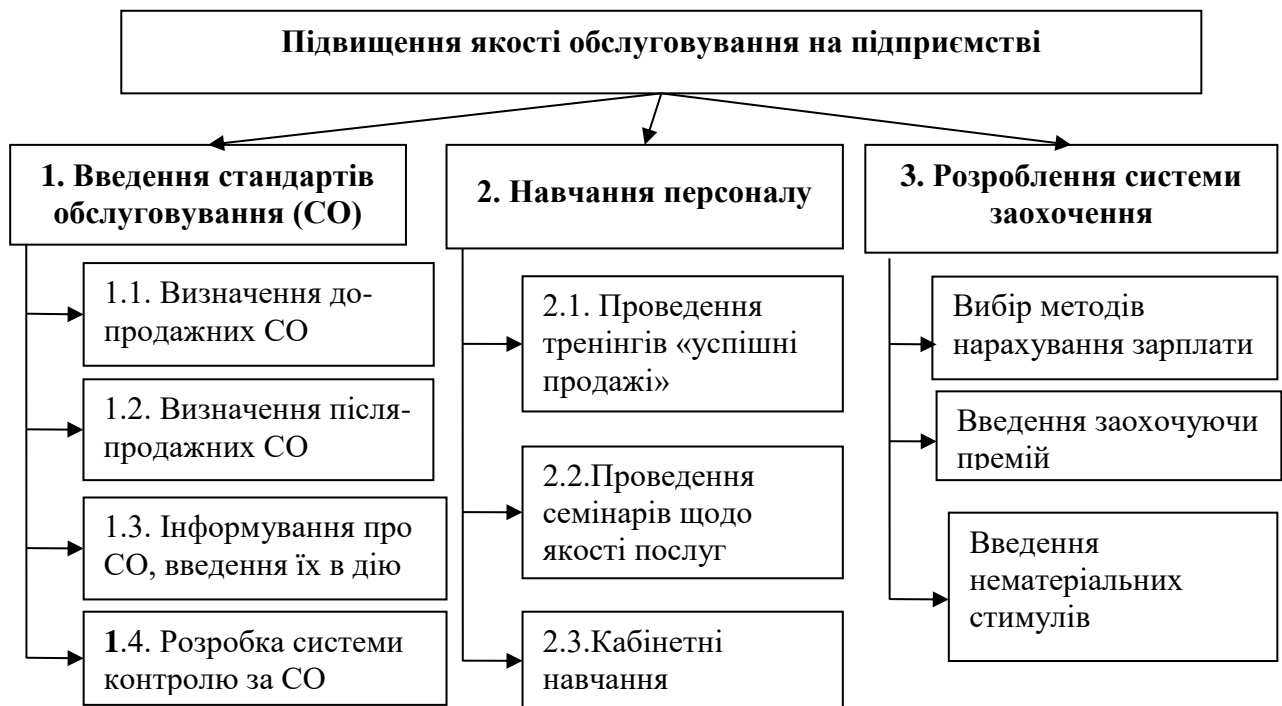 Підвищення якості обслуговування на підприємстві
1. Введення стандартів
обслуговування (СО)
1.1. Визначення до-
продажних СО
1.2. Визначення після-
продажних СО
1.3. Інформування про
СО, введення їх в дію
1.4. Розробка системи
контролю за СО
2. Навчання персоналу
2.1. Проведення
тренінгів «успішні
продажі»
2.2.Проведення
семінарів щодо
якості послуг
2.3.Кабінетні
навчання
3. Розроблення системи
заохочення
Вибір методів
нарахування зарплати
Введення заохочуючи
премій
Введення
нематеріальних
стимулів